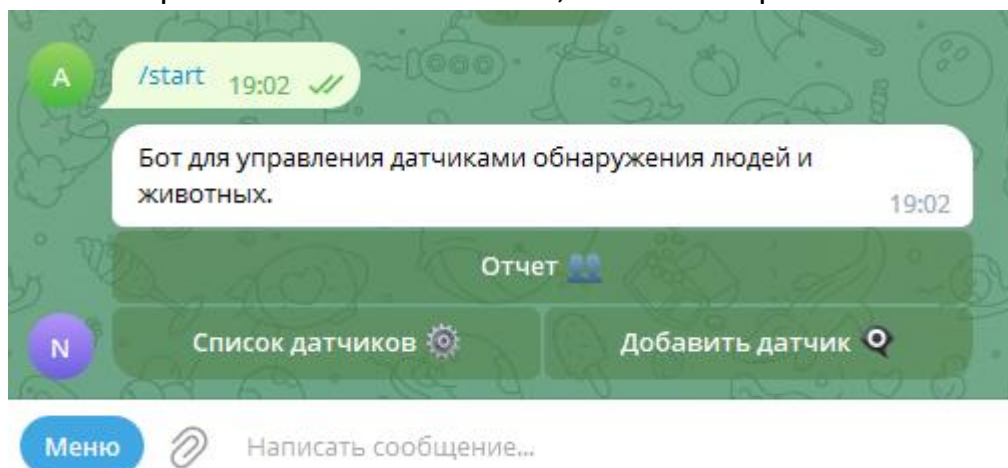 A
/start 19:02
Бот для управления датчиками обнаружения людей и
животных.
19:02
Отчет
N
Список датчиков
Добавить датчик
Меню
Написать сообщение...